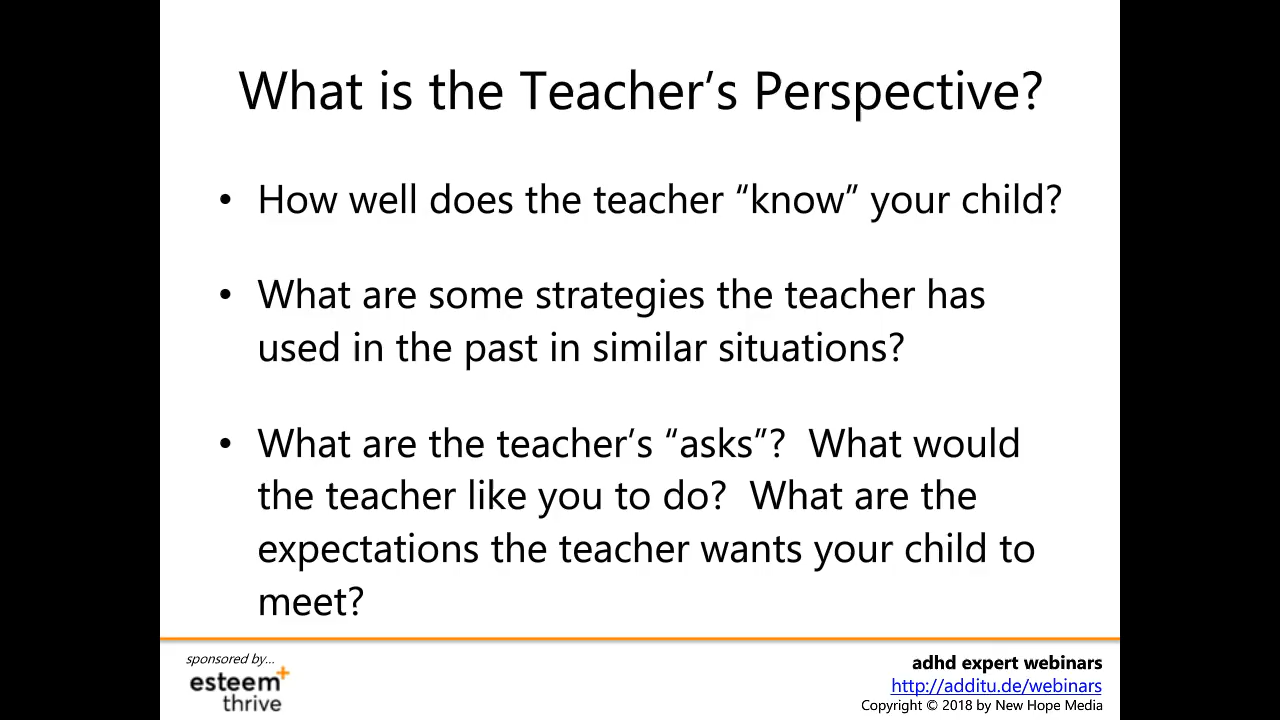 What is the Teacher’s Perspective?
• How well does the teacher “know” your child?
• What are some strategies the teacher has
used in the past in similar situations?
• What are the teacher’s “asks”?  What would
the teacher like you to do?  What are the
expectations the teacher wants your child to
meet?
sponsored by...
esteem+
thrive
adhd expert webinars
http://additu.de/webinars
Copyright © 2018 by New Hope Media